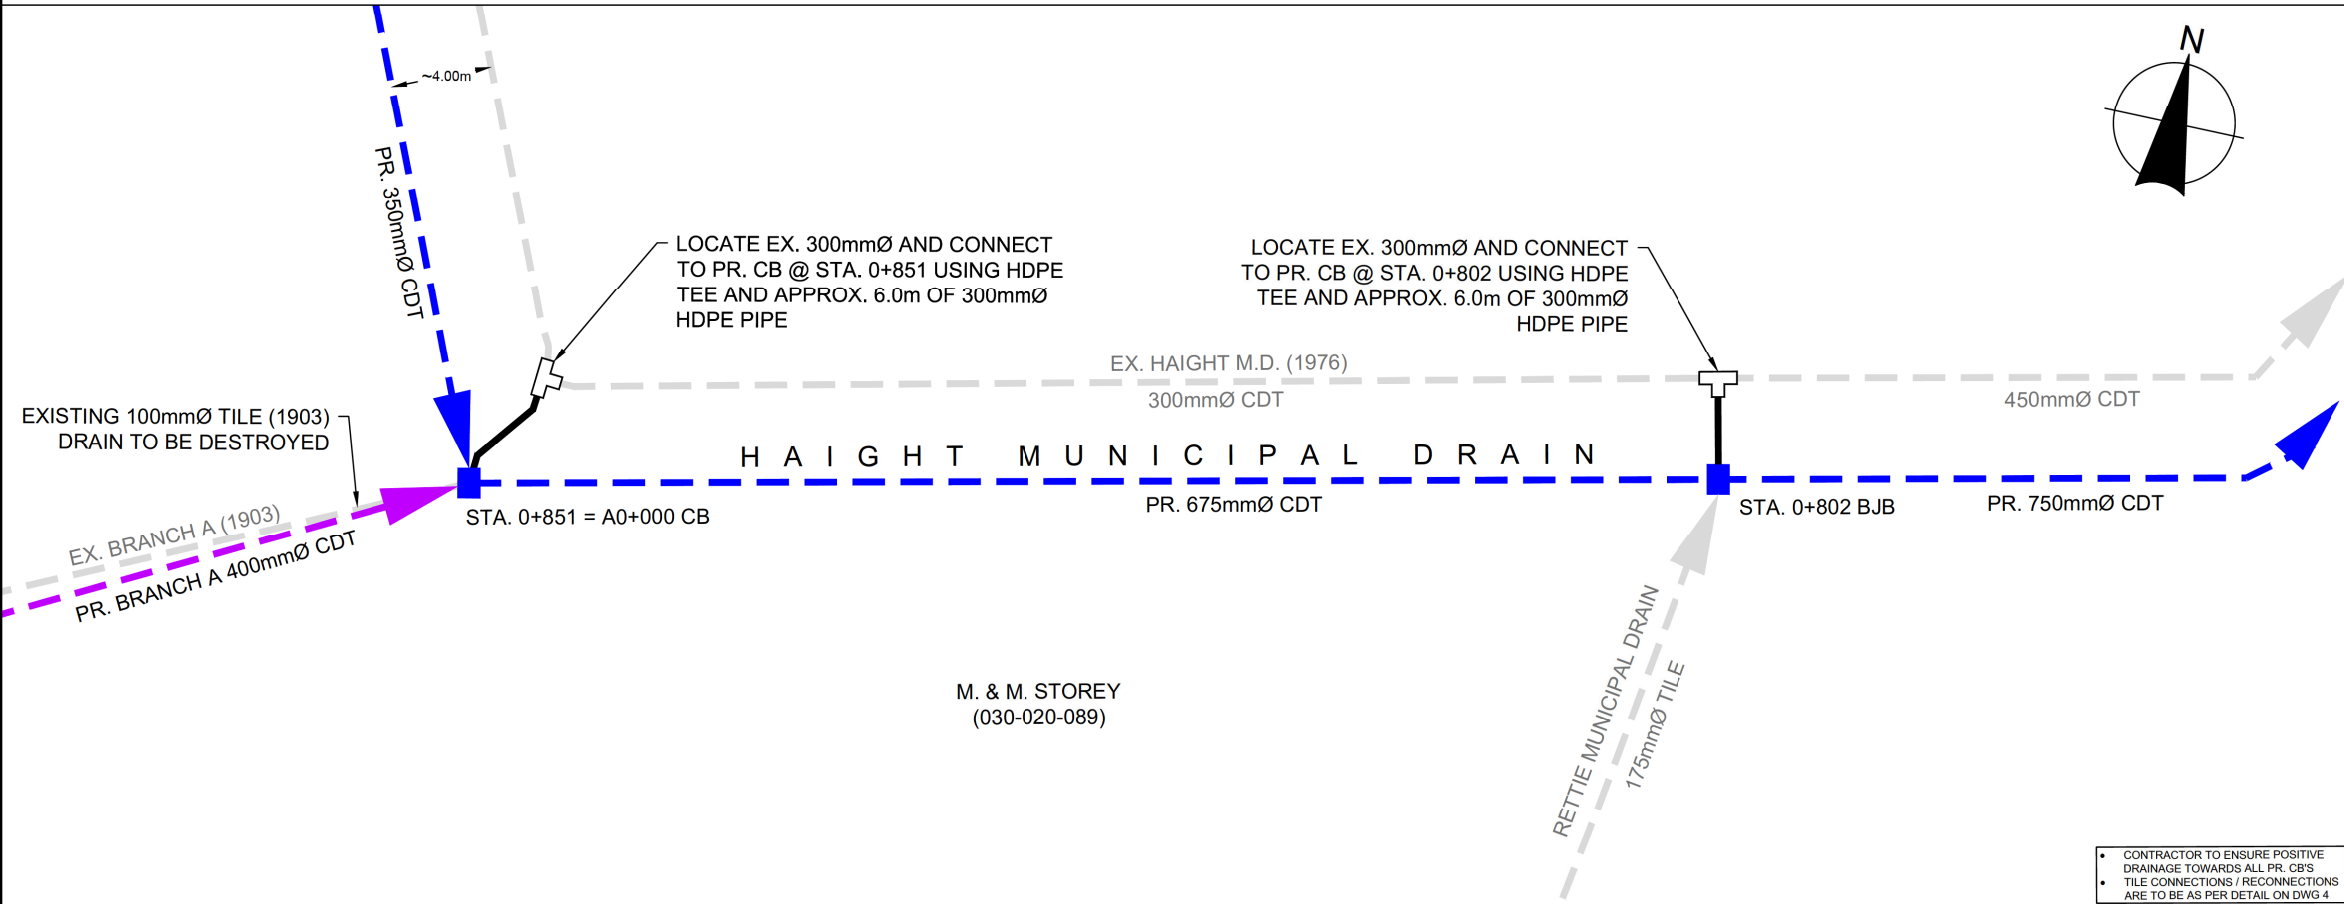 N
~4.00m
PR. 350mmØ CDT
LOCATE EX. 300mmØ AND CONNECT
TO PR. CB @ STA. 0+851 USING HDPE
TEE AND APPROX. 6.0m OF 300mmØ
HDPE PIPE
LOCATE EX. 300mmØ AND CONNECT
TO PR. CB @ STA. 0+802 USING HDPE
TEE AND APPROX. 6.0m OF 300mmØ
HDPE PIPE
EX. HAIGHT M.D. (1976)
300mmØ CDT
450mmØ CDT
EXISTING 100mmØ TILE (1903)
DRAIN TO BE DESTROYED
HAIGHT MUNICIPAL DRAIN
PR. 675mmØ CDT
STA. 0+851 = A0+000 CB
STA. 0+802 BJB
PR. 750mmØ CDT
EX. BRANCH A (1903)
PR. BRANCH A 400mmØ CDT
RETTIE MUNICIPAL DRAIN
175mmØ TILE
M. & M. STOREY
(030-020-089)
• CONTRACTOR TO ENSURE POSITIVE
DRAINAGE TOWARDS ALL PR. CB'S
• TILE CONNECTIONS / RECONNECTIONS
ARE TO BE AS PER DETAIL ON DWG 4